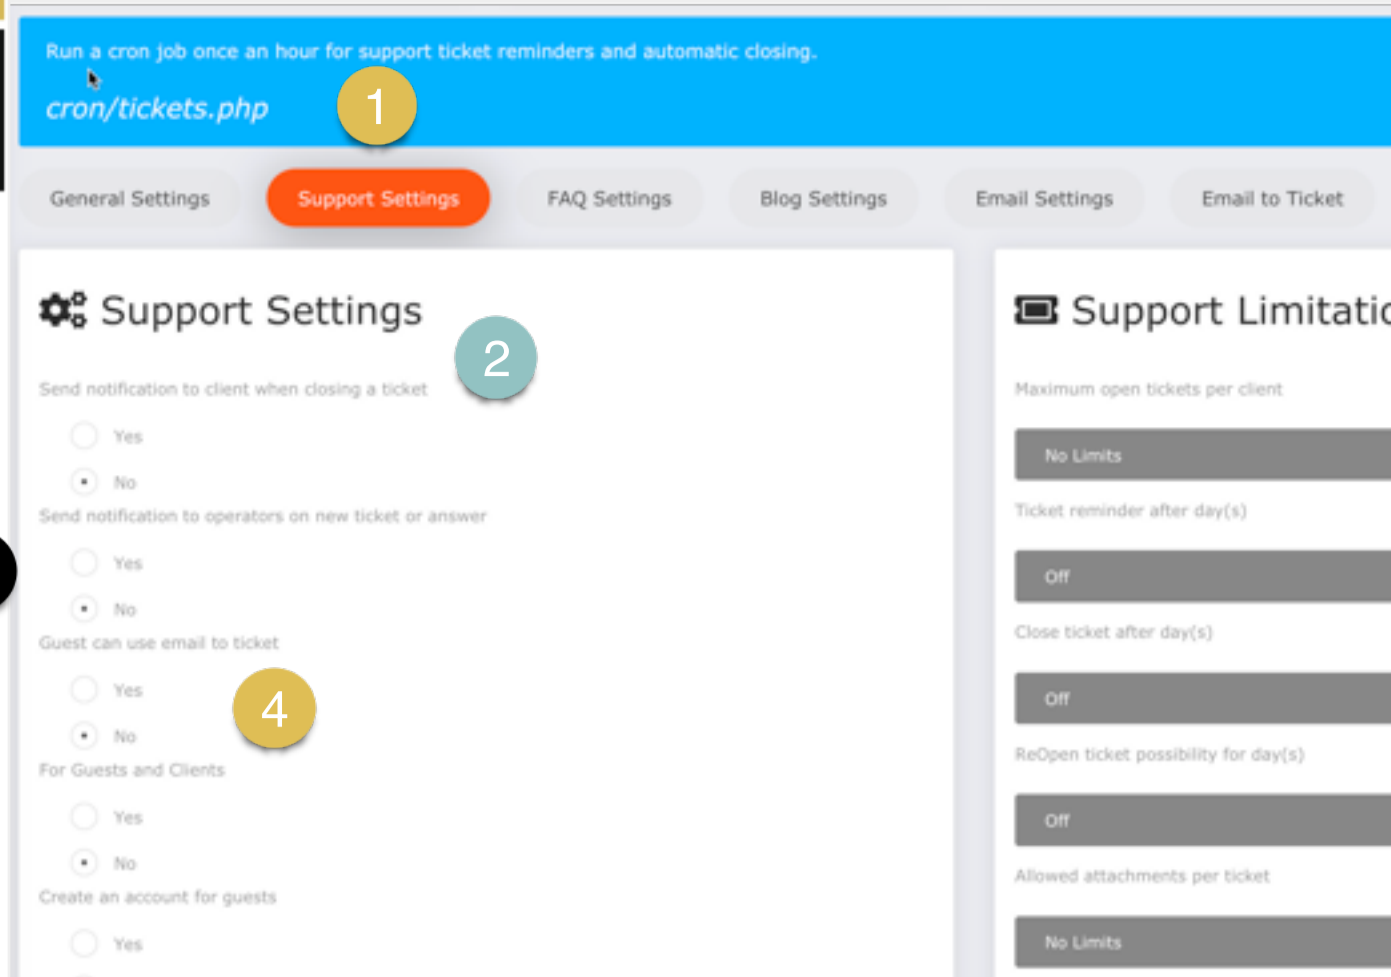 Run a cron job once an hour for support ticket reminders and automatic closing.
cron/tickets.php
1
General Settings
Support Settings
FAQ Settings
Blog Settings
Email Settings
Email to Ticket
Support Settings
2
Send notification to client when closing a ticket
Yes
No
Send notification to operators on new ticket or answer
Yes
No
Guest can use email to ticket
Yes
4
No
For Guests and Clients
Yes
No
Create an account for guests
Yes
Support Limitatio
Maximum open tickets per client
No Limits
Ticket reminder after day(s)
Off
Close ticket after day(s)
Off
ReOpen ticket possibility for day(s)
Off
Allowed attachments per ticket
No Limits